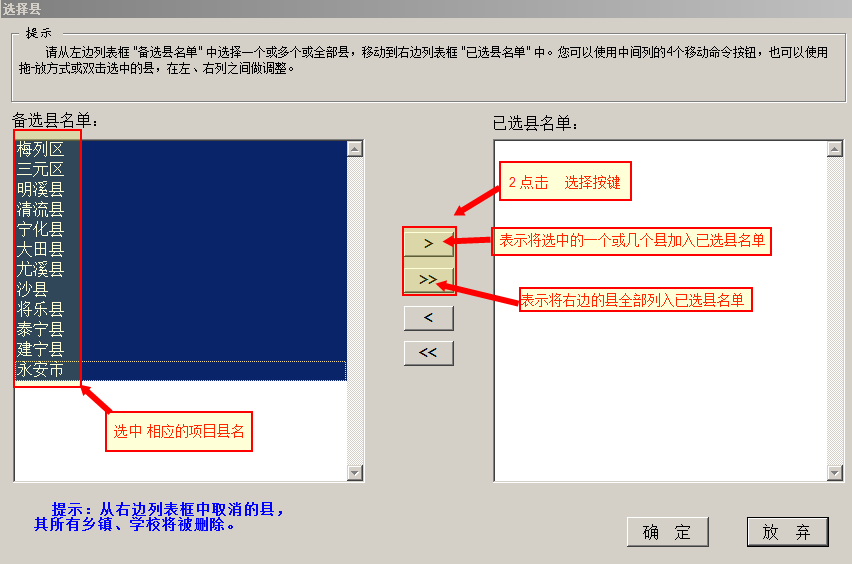 选择县
提示
请从左边列表框 "备选县名单" 中选择一个或多个或全部县，移动到右边列表框 "已选县名单" 中。您可以使用中间列的4个移动命令按钮，也可以使用
拖-放方式或双击选中的县，在左、右列之间做调整。
备选县名单：
已选县名单：
梅列区
三元区
明溪县
清流县
宁化县
大田县
尤溪县
沙县
将乐县
泰宁县
建宁县
永安市
2 点击 选择按键
>
表示将选中的一个或几个县加入已选县名单
>>
表示将右边的县全部列入已选县名单
<
<<
选中 相应的项目县名
提示：从右边列表框中取消的县，
其所有乡镇、学校将被删除。
确 定
放 弃